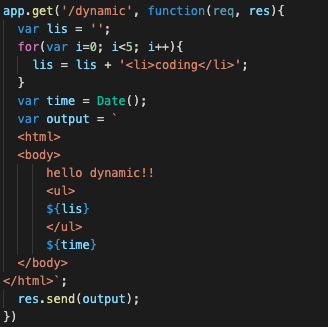 app.get('/dynamic', function(req, res){
  var lis = '';
  for(var i=0; i<5; i++){
    lis = lis + '<li>coding</li>';
  }
  var time = Date();
  var output = `
  <html>
  <body>
      hello dynamic!!
      <ul>
      ${lis}
      </ul>
      ${time}
  </body>
</html>`;
  res.send(output);
})